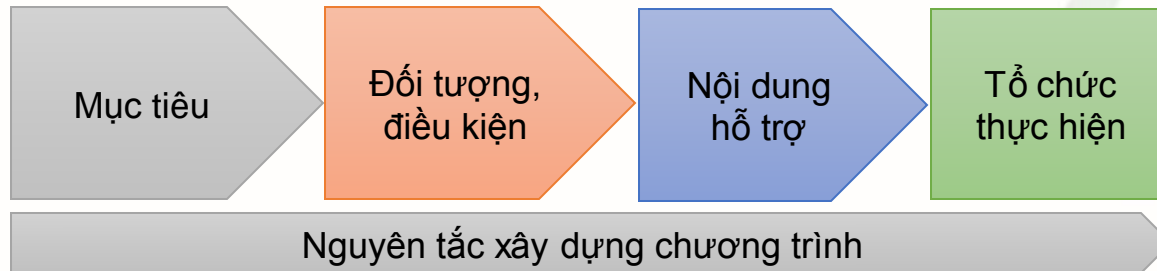 Mục tiêu
Đối tượng,
điều kiện
Nội dung
hỗ trợ
Tổ chức
thực hiện
Nguyên tắc xây dựng chương trình